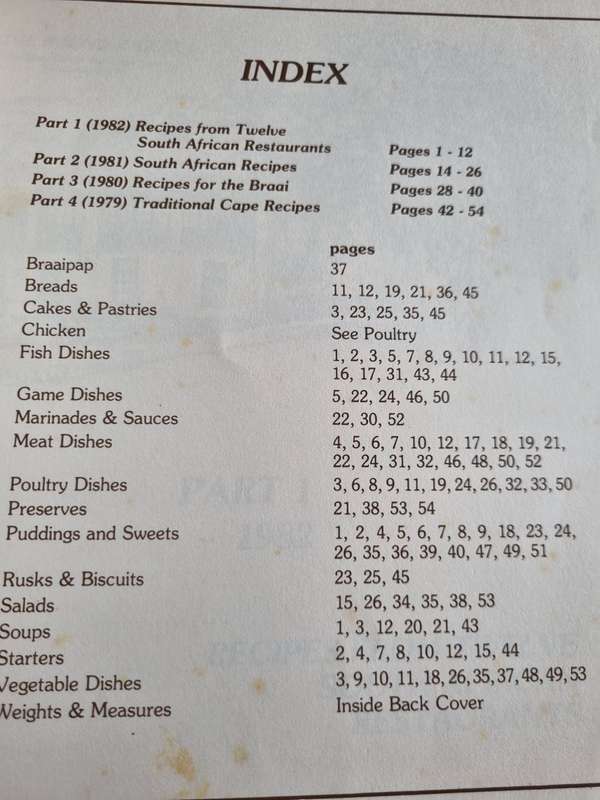 INDEX
Part 1 (1982) Recipes from Twelve
South African Restaurants Pages 1 - 12
Part 2 (1981) South African Recipes Pages 14 - 26
Part 3 (1980) Recipes for the Braai Pages 28 - 40
Part 4 (1979) Traditional Cape Recipes Pages 42 - 54
pages
Braaipap 37
Breads 11, 12, 19, 21, 36, 45
Cakes & Pastries 3, 23, 25, 35, 45
Chicken See Poultry
Fish Dishes 1, 2, 3, 5, 7, 8, 9, 10, 11, 12, 15,
16, 17, 31, 43, 44
Game Dishes 5, 22, 24, 46, 50
Marinades & Sauces 22, 30, 52
Meat Dishes 4, 5, 6, 7, 10, 12, 17, 18, 19, 21,
22, 24, 31, 32, 46, 48, 50, 52
Poultry Dishes 3, 6, 8, 9, 11, 19, 24, 26, 32, 33, 50
Preserves 21, 38, 53, 54
Puddings and Sweets 1, 2, 4, 5, 6, 7, 8, 9, 18, 23, 24,
26, 35, 36, 39, 40, 47, 49, 51
Rusks & Biscuits 23, 25, 45
Salads 15, 26, 34, 35, 38, 53
Soups 1, 3, 12, 20, 21, 43
Starters 2, 4, 7, 8, 10, 12, 15, 44
Vegetable Dishes 3, 9, 10, 11, 18, 26, 35, 37, 48, 49, 53
Weights & Measures Inside Back Cover